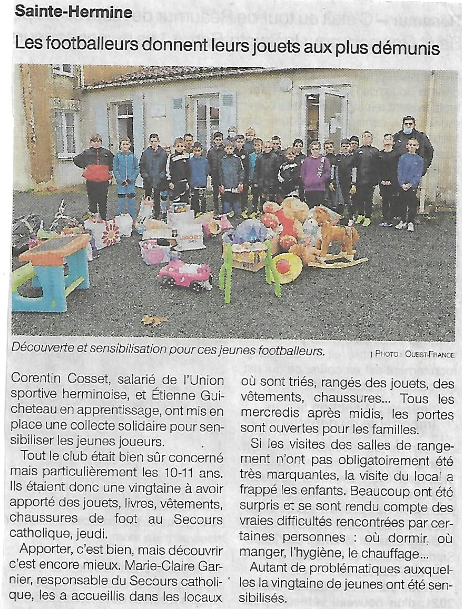 Sainte-Hermine
Les footballeurs donnent leurs jouets aux plus démunis
Découverte et sensibilisation pour ces jeunes footballeurs.
| PHOTO : OUEST-FRANCE
Corentin Cosset, salarié de l'Union
sportive herminoise, et Étienne Gui-
cheteau en apprentissage, ont mis en
place une collecte solidaire pour sen-
sibiliser les jeunes joueurs.
Tout le club était bien sûr concerné
mais particulièrement les 10-11 ans.
Ils étaient donc une vingtaine à avoir
apporté des jouets, livres, vêtements,
chaussures de foot au Secours
catholique, jeudi.
Apporter, c'est bien, mais découvrir
c'est encore mieux. Marie-Claire Gar-
nier, responsable du Secours catholi-
que, les a accueillis dans les locaux
où sont triés, rangés des jouets, des
vêtements, chaussures... Tous les
mercredis après midis, les portes
sont ouvertes pour les familles.
Si les visites des salles de range-
ment n'ont pas obligatoirement été
très marquantes, la visite du local a
frappé les enfants. Beaucoup ont été
surpris et se sont rendu compte des
vraies difficultés rencontrées par cer-
taines personnes : où dormir, où
manger, l'hygiène, le chauffage...
Autant de problématiques auxquel-
les la vingtaine de jeunes ont été sen-
sibilisés.